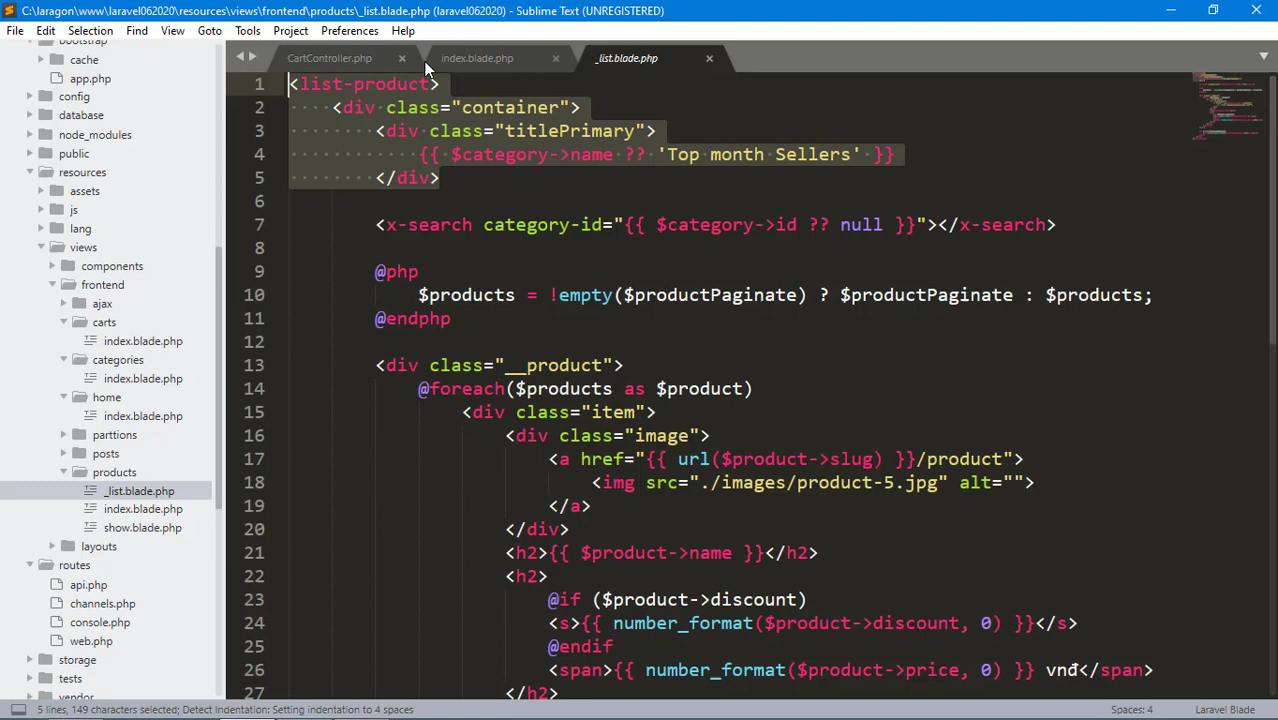 C:\laragon\www\laravel062020\resources\views\frontend\products\_list.blade.php (laravel062020) - Sublime Text (UNREGISTERED)
File Edit Selection Find View Goto Tools Project Preferences Help
CartController.php index.blade.php _list.blade.php
bootstrap
cache
app.php
config
database
node_modules
public
resources
assets
js
lang
views
components
frontend
ajax
carts
index.blade.php
categories
index.blade.php
home
index.blade.php
parttions
posts
products
_list.blade.php
index.blade.php
show.blade.php
layouts
routes
api.php
channels.php
console.php
web.php
storage
tests
vendor
1 <list-product>
2 <div class="container">
3 <div class="titlePrimary">
4 {{ $category->name ?? 'Top month Sellers' }}
5 </div>
6
7 <x-search category-id="{{ $category->id ?? null }}"></x-search>
8
9 @php
10 $products = !empty($productPaginate) ? $productPaginate : $products;
11 @endphp
12
13 <div class="__product">
14 @foreach($products as $product)
15 <div class="item">
16 <div class="image">
17 <a href="{{ url($product->slug) }}/product">
18 <img src="./images/product-5.jpg" alt="">
19 </a>
20 </div>
21 <h2>{{ $product->name }}</h2>
22 <h2>
23 @if ($product->discount)
24 <s>{{ number_format($product->discount, 0) }}</s>
25 @endif
26 <span>{{ number_format($product->price, 0) }} vnđ</span>
27 </h2>
5 lines, 149 characters selected; Detect Indentation: Setting indentation to 4 spaces Spaces: 4 Laravel Blade